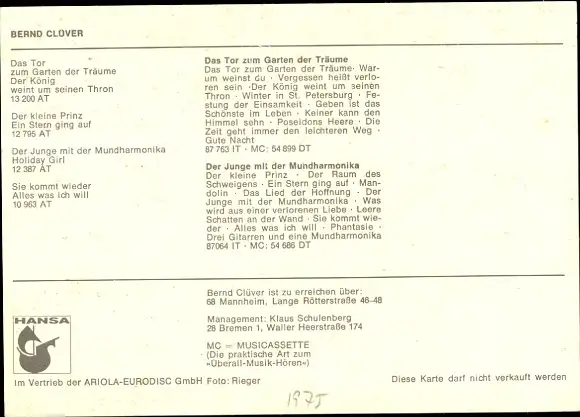 BERND CLÜVER
Das Tor
zum Garten der Träume
Der König
weint um seinen Thron
13 200 AT
Der kleine Prinz
Ein Stern ging auf
12 795 AT
Der Junge mit der Mundharmonika
Holiday Girl
12 387 AT
Sie kommt wieder
Alles was ich will
10 963 AT
Das Tor zum Garten der Träume
Das Tor zum Garten der Träume · War-
um weinst du · Vergessen heißt verlo-
ren sein · Der König weint um seinen
Thron · Winter in St. Petersburg · Fe-
stung der Einsamkeit · Geben ist das
Schönste im Leben · Keiner kann den
Himmel sehn · Poseidons Heere · Die
Zeit geht immer den leichteren Weg ·
Gute Nacht
87 763 IT · MC: 54 899 DT
Der Junge mit der Mundharmonika
Der kleine Prinz · Der Raum des
Schweigens · Ein Stern ging auf · Man-
dolin · Das Lied der Hoffnung · Der
Junge mit der Mundharmonika · Was
wird aus einer verlorenen Liebe · Leere
Schatten an der Wand · Sie kommt wie-
der · Alles was ich will · Phantasie ·
Drei Gitarren und eine Mundharmonika
87064 IT · MC: 54 686 DT
Bernd Clüver ist zu erreichen über:
68 Mannheim, Lange Rötterstraße 46-48
Management: Klaus Schulenberg
28 Bremen 1, Waller Heerstraße 174
MC = MUSICASSETTE
(Die praktische Art zum
»Überall-Musik-Hören«)
HANSA
Im Vertrieb der ARIOLA-EURODISC GmbH Foto: Rieger
Diese Karte darf nicht verkauft werden
1975